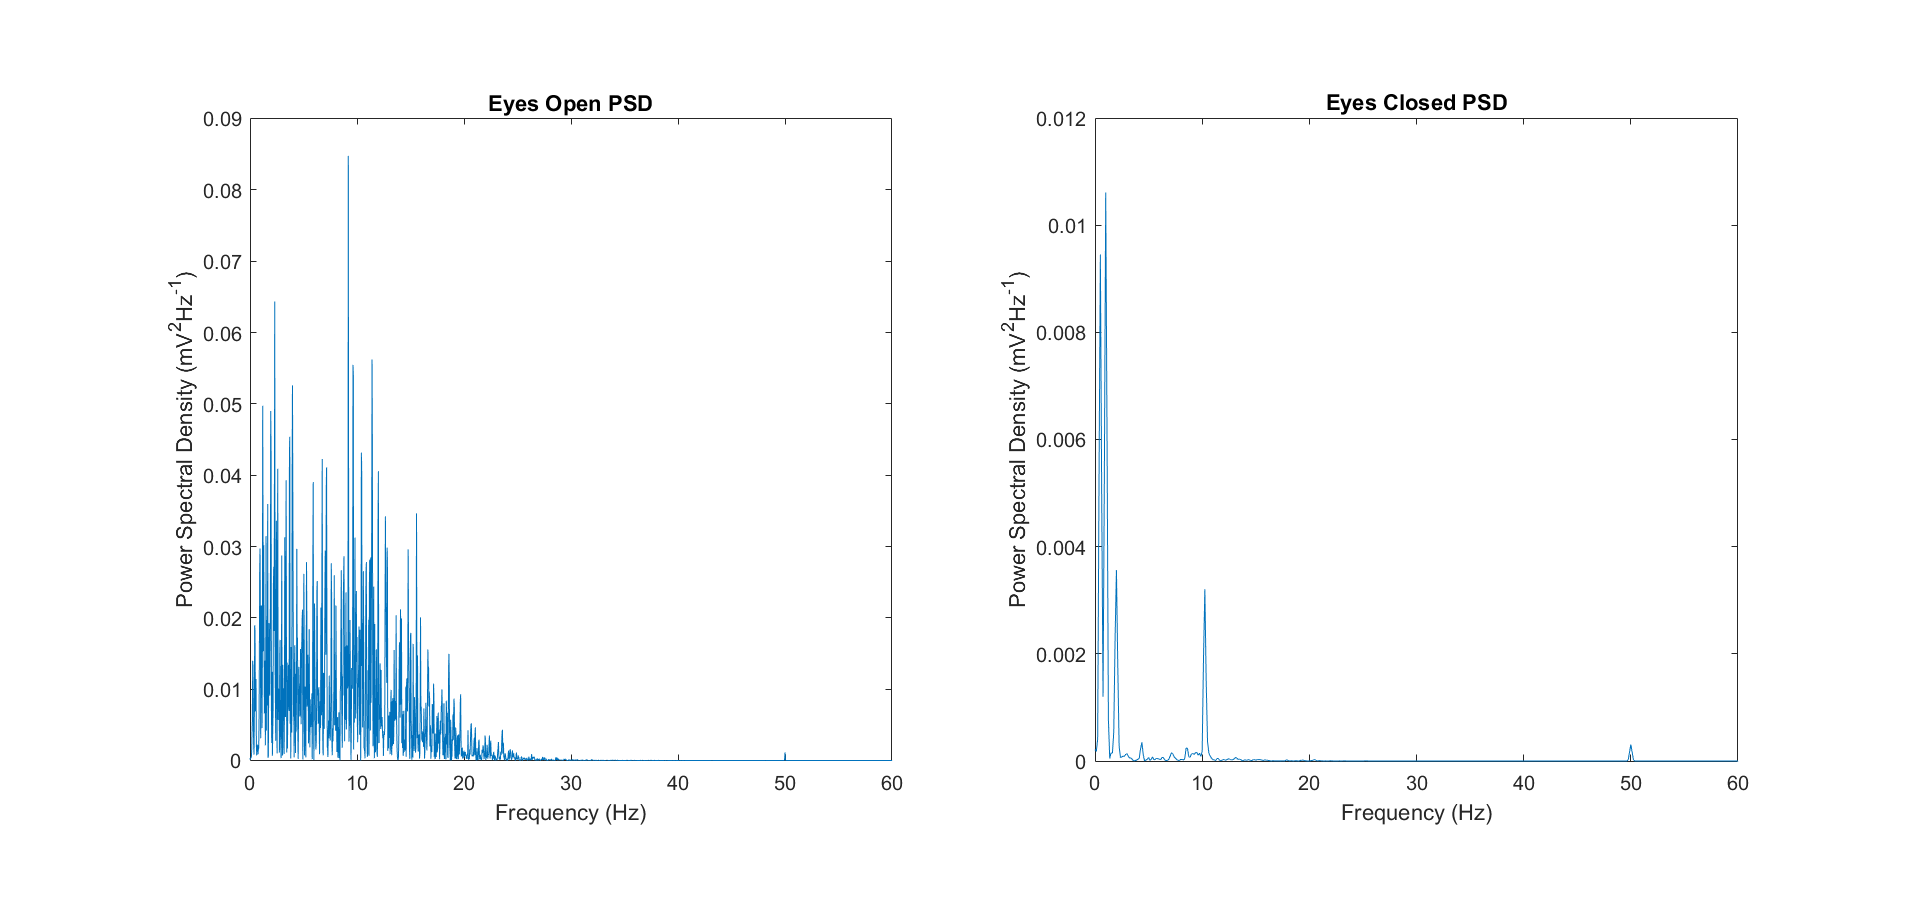 Eyes Open PSD
Power Spectral Density (mV²Hz⁻¹)
0.09
0.08
0.07
0.06
0.05
0.04
0.03
0.02
0.01
0
0 10 20 30 40 50 60
Frequency (Hz)
Eyes Closed PSD
Power Spectral Density (mV²Hz⁻¹)
0.012
0.01
0.008
0.006
0.004
0.002
0
0 10 20 30 40 50 60
Frequency (Hz)